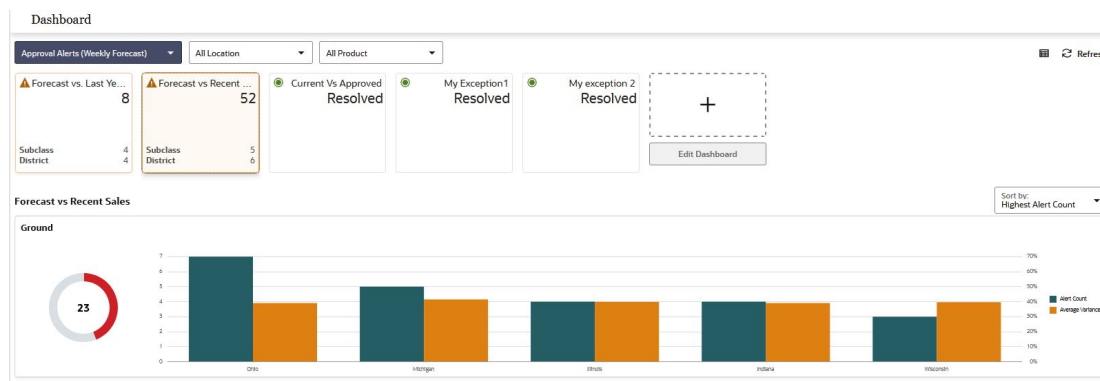 Dashboard
Approval Alerts (Weekly Forecast)
All Location
All Product
Refres
Forecast vs. Last Ye...
8
Subclass 4
District 4
Forecast vs Recent ...
52
Subclass 5
District 6
Current Vs Approved
Resolved
My Exception1
Resolved
My exception 2
Resolved
+
Edit Dashboard
Forecast vs Recent Sales
Sort by:
Highest Alert Count
Ground
23
7
6
5
4
3
2
1
0
70%
60%
50%
40%
30%
20%
10%
0%
Ohio
Michigan
Illinois
Indiana
Wisconsin
Alert Count
Average Variance